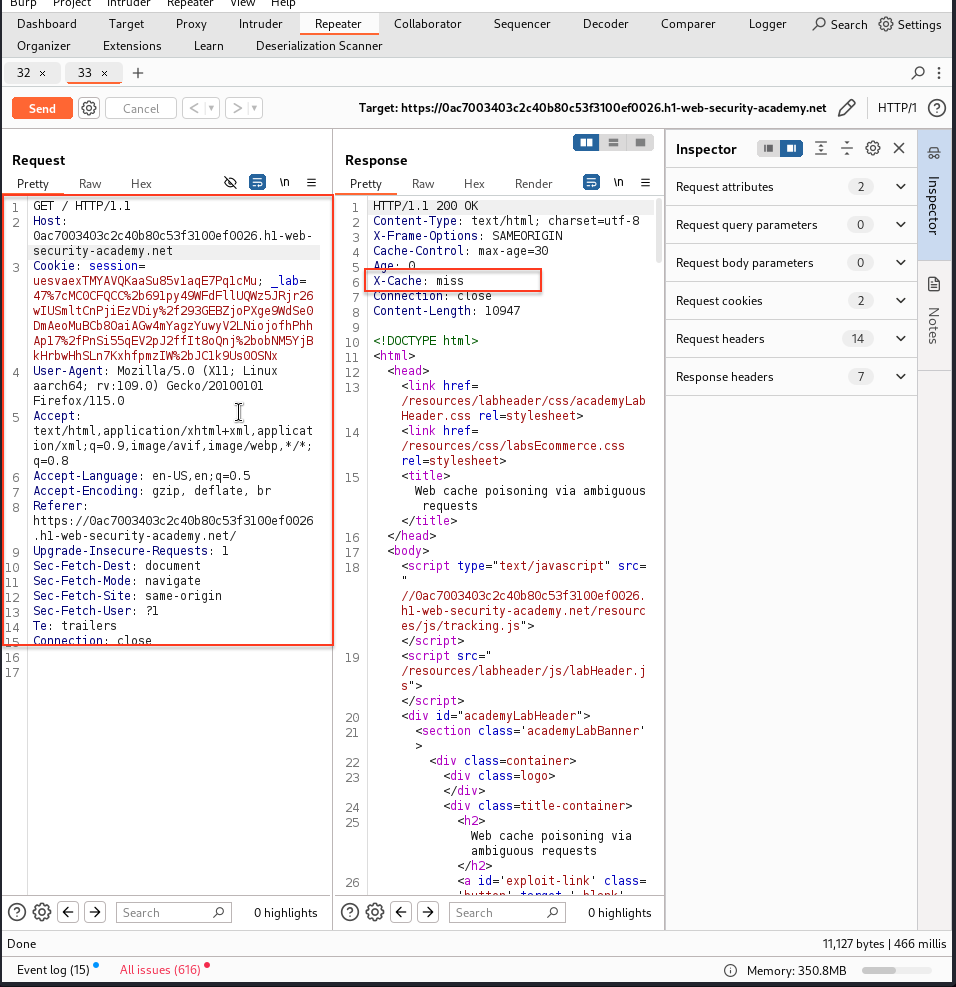 Burp Project Intruder Repeater View Help
Dashboard Target Proxy Intruder Repeater Collaborator Sequencer Decoder Comparer Logger Search Settings
Organizer Extensions Learn Deserialization Scanner
32 × 33 × +
Send Cancel < > Target: https://0ac7003403c2c40b80c53f3100ef0026.h1-web-security-academy.net HTTP/1
Request
Pretty Raw Hex \n
1 GET / HTTP/1.1
2 Host:
0ac7003403c2c40b80c53f3100ef0026.h1-web-
security-academy.net
3 Cookie: session=
uesvaexTMYAVQKaaSu85vlaqE7PqlcMu; _lab=
47%7cMC0CFQCC%2b691py49WFdFllUQWz5JRjr26
wIUSmltCnPjiEzVDiy%2f293GEBZjoPXge9WdSe0
DmAeoMuBCb80aiAGw4mYagzYuwyV2LNiojofhPhh
Ap17%2fPnSi55qEV2pJ2ffIt8oQnj%2bobNM5YjB
kHrbwHhSLn7KxhfpmzIW%2bJClk9Us0OSNx
4 User-Agent: Mozilla/5.0 (X11; Linux
aarch64; rv:109.0) Gecko/20100101
Firefox/115.0
5 Accept:
text/html,application/xhtml+xml,applicat
ion/xml;q=0.9,image/avif,image/webp,*/*;
q=0.8
6 Accept-Language: en-US,en;q=0.5
7 Accept-Encoding: gzip, deflate, br
8 Referer:
https://0ac7003403c2c40b80c53f3100ef0026
.h1-web-security-academy.net/
9 Upgrade-Insecure-Requests: 1
10 Sec-Fetch-Dest: document
11 Sec-Fetch-Mode: navigate
12 Sec-Fetch-Site: same-origin
13 Sec-Fetch-User: ?1
14 Te: trailers
15 Connection: close
16
17
Search 0 highlights
Response
Pretty Raw Hex Render \n
1 HTTP/1.1 200 OK
2 Content-Type: text/html; charset=utf-8
3 X-Frame-Options: SAMEORIGIN
4 Cache-Control: max-age=30
5 Age: 0
6 X-Cache: miss
7 Connection: close
8 Content-Length: 10947
9
10 <!DOCTYPE html>
11 <html>
12 <head>
13 <link href=
/resources/labheader/css/academyLab
Header.css rel=stylesheet>
14 <link href=
/resources/css/labsEcommerce.css
rel=stylesheet>
15 <title>
Web cache poisoning via ambiguous
requests
</title>
16 </head>
17 <body>
18 <script type="text/javascript" src=
"
//0ac7003403c2c40b80c53f3100ef0026.
h1-web-security-academy.net/resourc
es/js/tracking.js">
</script>
19 <script src="
/resources/labheader/js/labHeader.j
s">
</script>
20 <div id="academyLabHeader">
21 <section class='academyLabBanner'
>
22 <div class=container>
23 <div class=logo>
</div>
24 <div class=title-container>
25 <h2>
Web cache poisoning via
ambiguous requests
</h2>
26 <a id='exploit-link' class=
'button' target='_blank'
Search 0 highlights
Inspector
Request attributes 2
Request query parameters 0
Request body parameters 0
Request cookies 2
Request headers 14
Response headers 7
Inspector
Notes
Done 11,127 bytes | 466 millis
Event log (15) All issues (616) Memory: 350.8MB